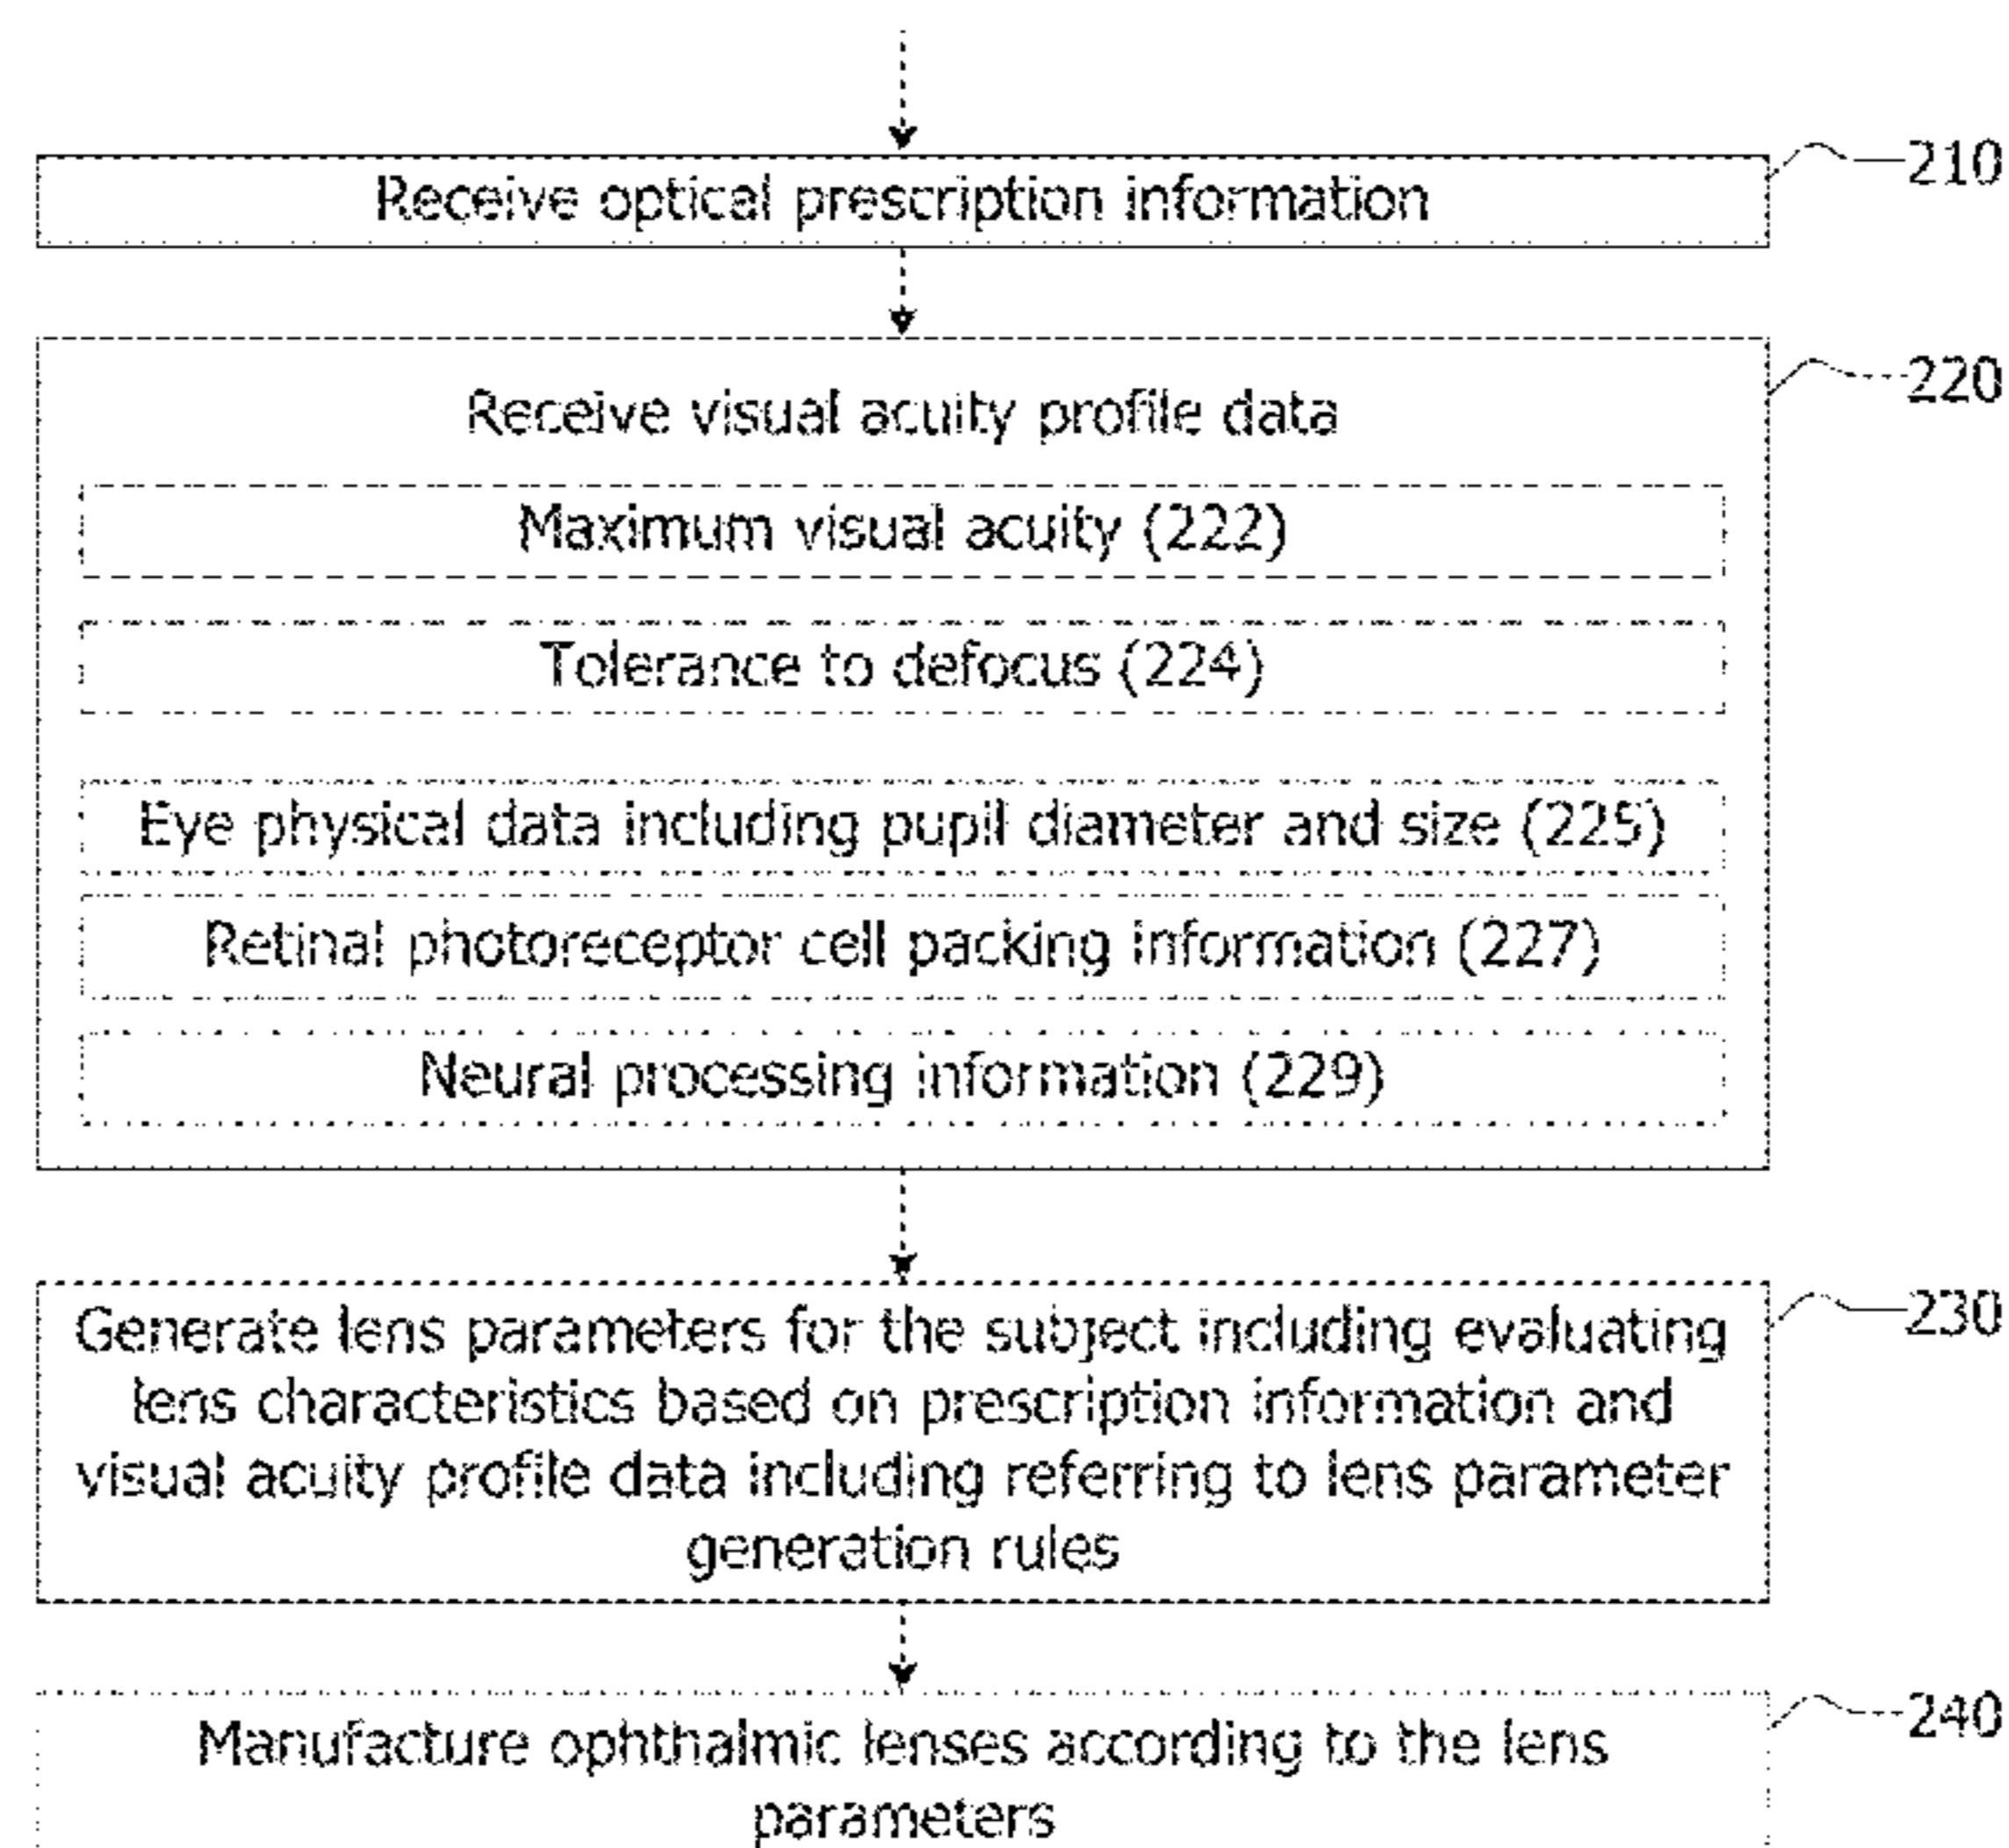 Receive optical prescription information
210
Receive visual acuity profile data
220
Maximum visual acuity (222)
Tolerance to defocus (224)
Eye physical data including pupil diameter and size (225)
Retinal photoreceptor cell packing information (227)
Neural processing information (229)
Generate lens parameters for the subject including evaluating
lens characteristics based on prescription information and
visual acuity profile data including referring to lens parameter
generation rules
230
Manufacture ophthalmic lenses according to the lens
parameters
240